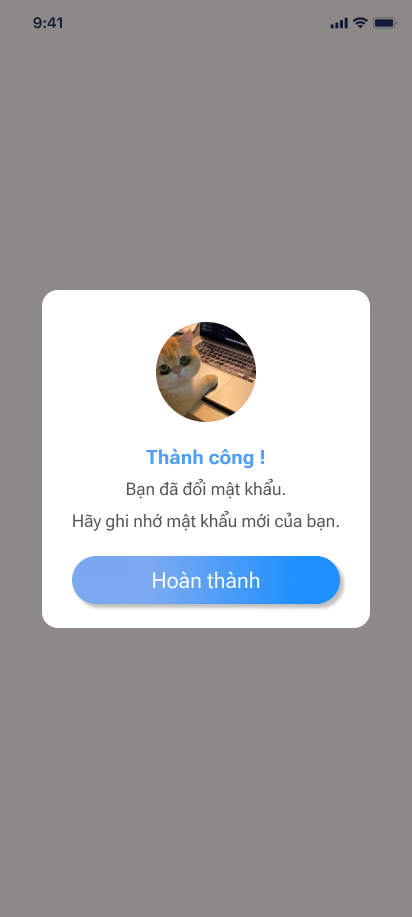 9:41
Thành công !
Bạn đã đổi mật khẩu.
Hãy ghi nhớ mật khẩu mới của bạn.
Hoàn thành